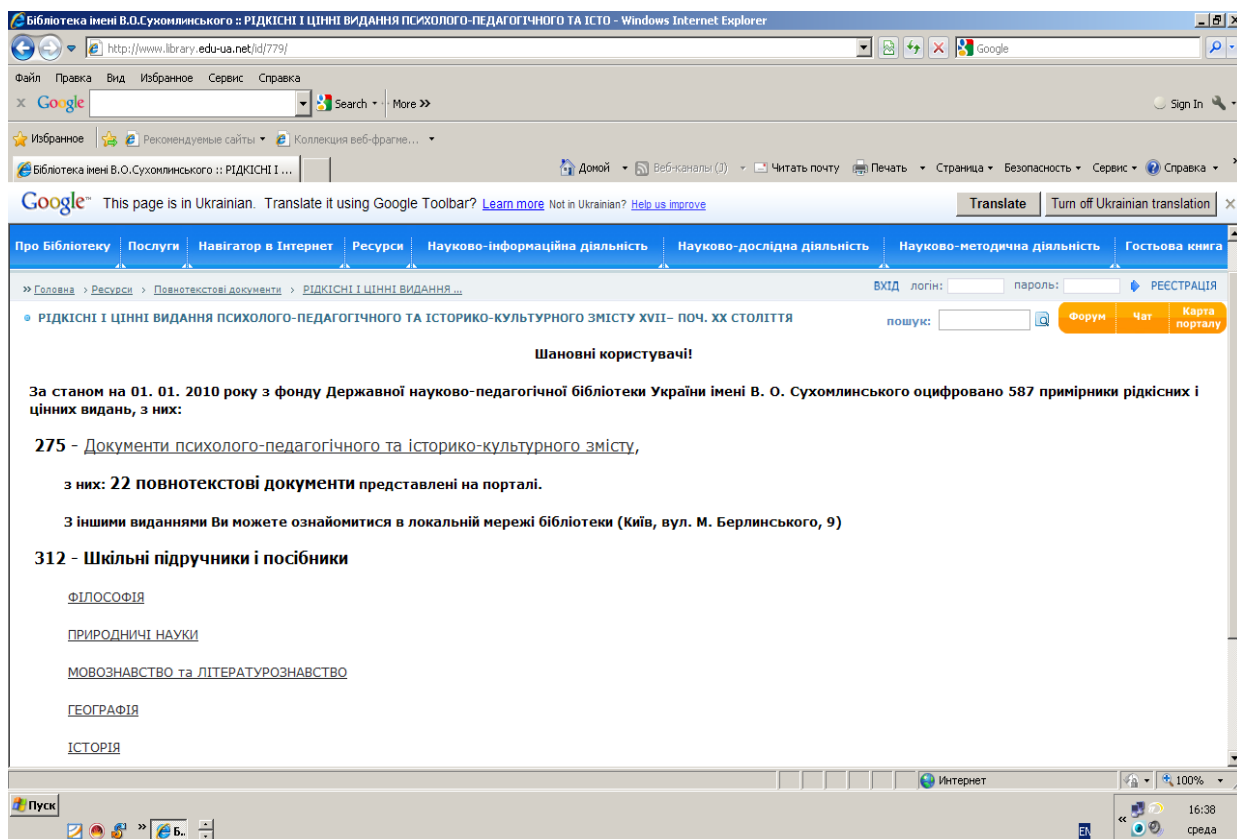 Бібліотека імені В.О.Сухомлинського :: РІДКІСНІ І ЦІННІ ВИДАННЯ ПСИХОЛОГО-ПЕДАГОГІЧНОГО ТА ІСТО - Windows Internet Explorer
http://www.library.edu-ua.net/id/779/ Google
Файл Правка Вид Избранное Сервис Справка
x Google Search More » Sign In
Избранное Рекомендуемые сайты Коллекция веб-фрагме...
Бібліотека імені В.О.Сухомлинського :: РІДКІСНІ І ... Домой Веб-каналы (J) Читать почту Печать Страница Безопасность Сервис Справка »
Google™ This page is in Ukrainian. Translate it using Google Toolbar? Learn more Not in Ukrainian? Help us improve Translate Turn off Ukrainian translation
Про Бібліотеку Послуги Навігатор в Інтернет Ресурси Науково-інформаційна діяльність Науково-дослідна діяльність Науково-методична діяльність Гостьова книга
» Головна > Ресурси > Повнотекстові документи > РІДКІСНІ І ЦІННІ ВИДАННЯ ... ВХІД логін: пароль: РЕЄСТРАЦІЯ
РІДКІСНІ І ЦІННІ ВИДАННЯ ПСИХОЛОГО-ПЕДАГОГІЧНОГО ТА ІСТОРИКО-КУЛЬТУРНОГО ЗМІСТУ XVII– ПОЧ. XX СТОЛІТТЯ пошук: Форум Чат Карта порталу
Шановні користувачі!
За станом на 01. 01. 2010 року з фонду Державної науково-педагогічної бібліотеки України імені В. О. Сухомлинського оцифровано 587 примірники рідкісних і
цінних видань, з них:
275 - Документи психолого-педагогічного та історико-культурного змісту,
з них: 22 повнотекстові документи представлені на порталі.
З іншими виданнями Ви можете ознайомитися в локальній мережі бібліотеки (Київ, вул. М. Берлинського, 9)
312 - Шкільні підручники і посібники
ФІЛОСОФІЯ
ПРИРОДНИЧІ НАУКИ
МОВОЗНАВСТВО та ЛІТЕРАТУРОЗНАВСТВО
ГЕОГРАФІЯ
ІСТОРІЯ
Интернет 100%
Пуск 16:38
» Б.. EN « среда